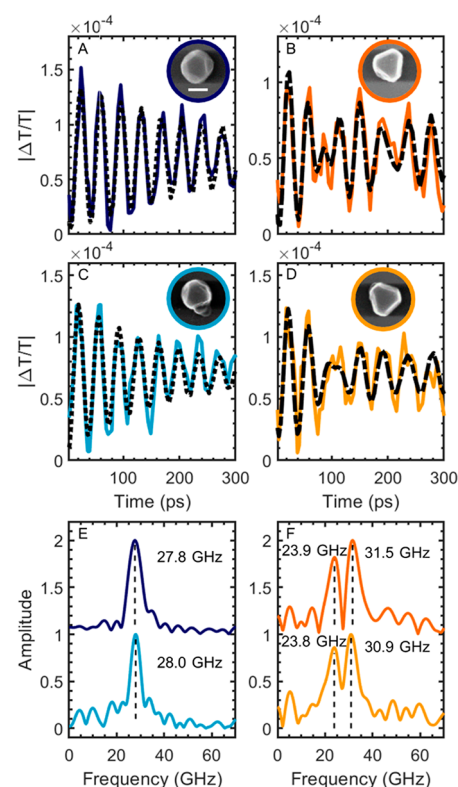 ×10⁻⁴
×10⁻⁴
A
B
1.5
1
0.5
0
|ΔT/T|
1
0.5
0
|ΔT/T|
×10⁻⁴
×10⁻⁴
C
D
1.5
1
0.5
0
|ΔT/T|
1.5
1
0.5
0
|ΔT/T|
100 200 300
100 200 300
Time (ps)
Time (ps)
E
F
2
1.5
1
0.5
0
Amplitude
27.8 GHz
28.0 GHz
2
1.5
1
0.5
0
23.9 GHz
31.5 GHz
23.8 GHz
30.9 GHz
0 20 40 60
0 20 40 60
Frequency (GHz)
Frequency (GHz)